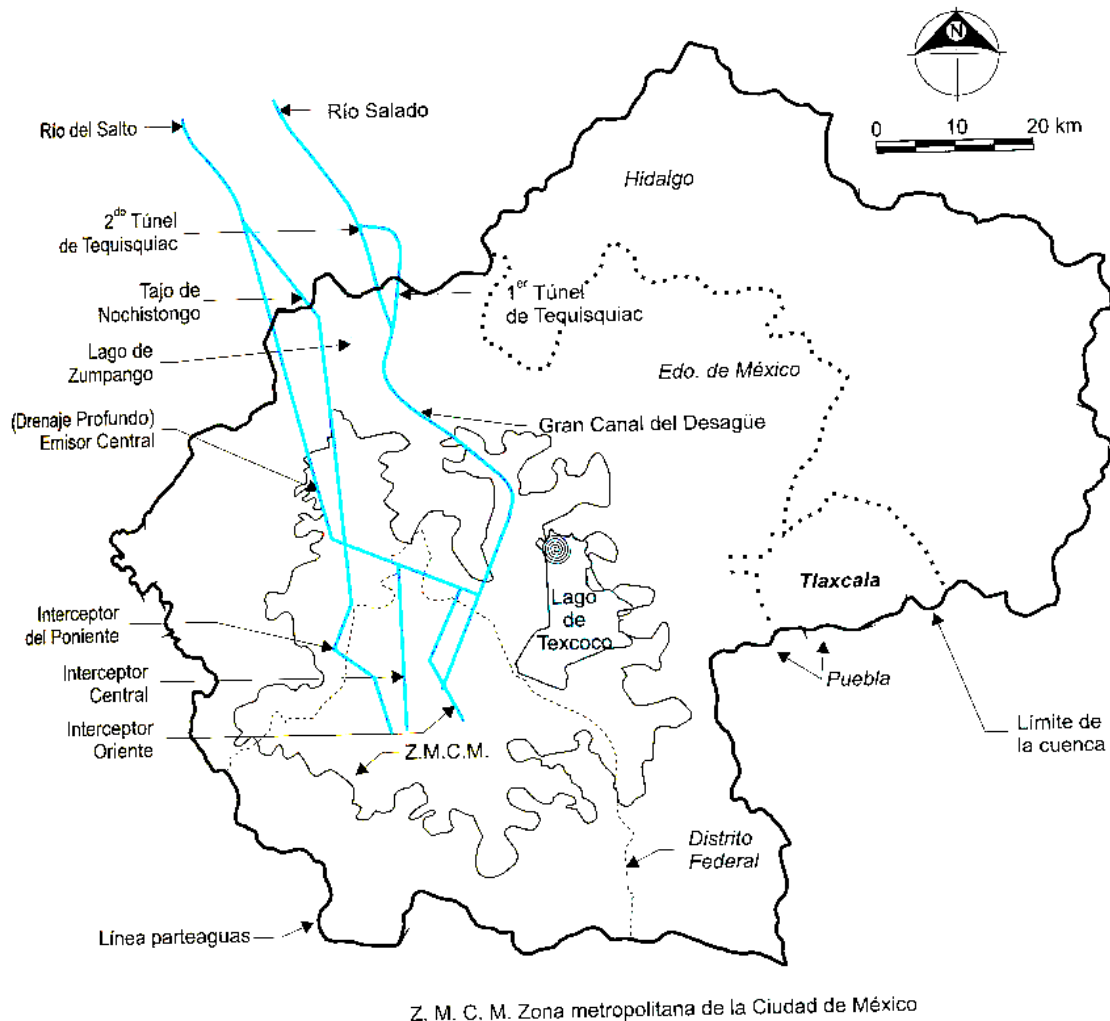 N
0 10 20 km
Río Salado
Río del Salto
Hidalgo
2do Túnel
de Tequisquiac
Tajo de
Nochistongo
1er Túnel
de Tequisquiac
Lago de
Zumpango
Edo. de México
(Drenaje Profundo)
Emisor Central
Gran Canal del Desagüe
Tlaxcala
Lago
de
Texcoco
Interceptor
del Poniente
Puebla
Interceptor
Central
Límite de
la cuenca
Interceptor
Oriente
Z.M.C.M.
Distrito
Federal
Línea parteaguas
Z. M. C. M. Zona metropolitana de la Ciudad de México